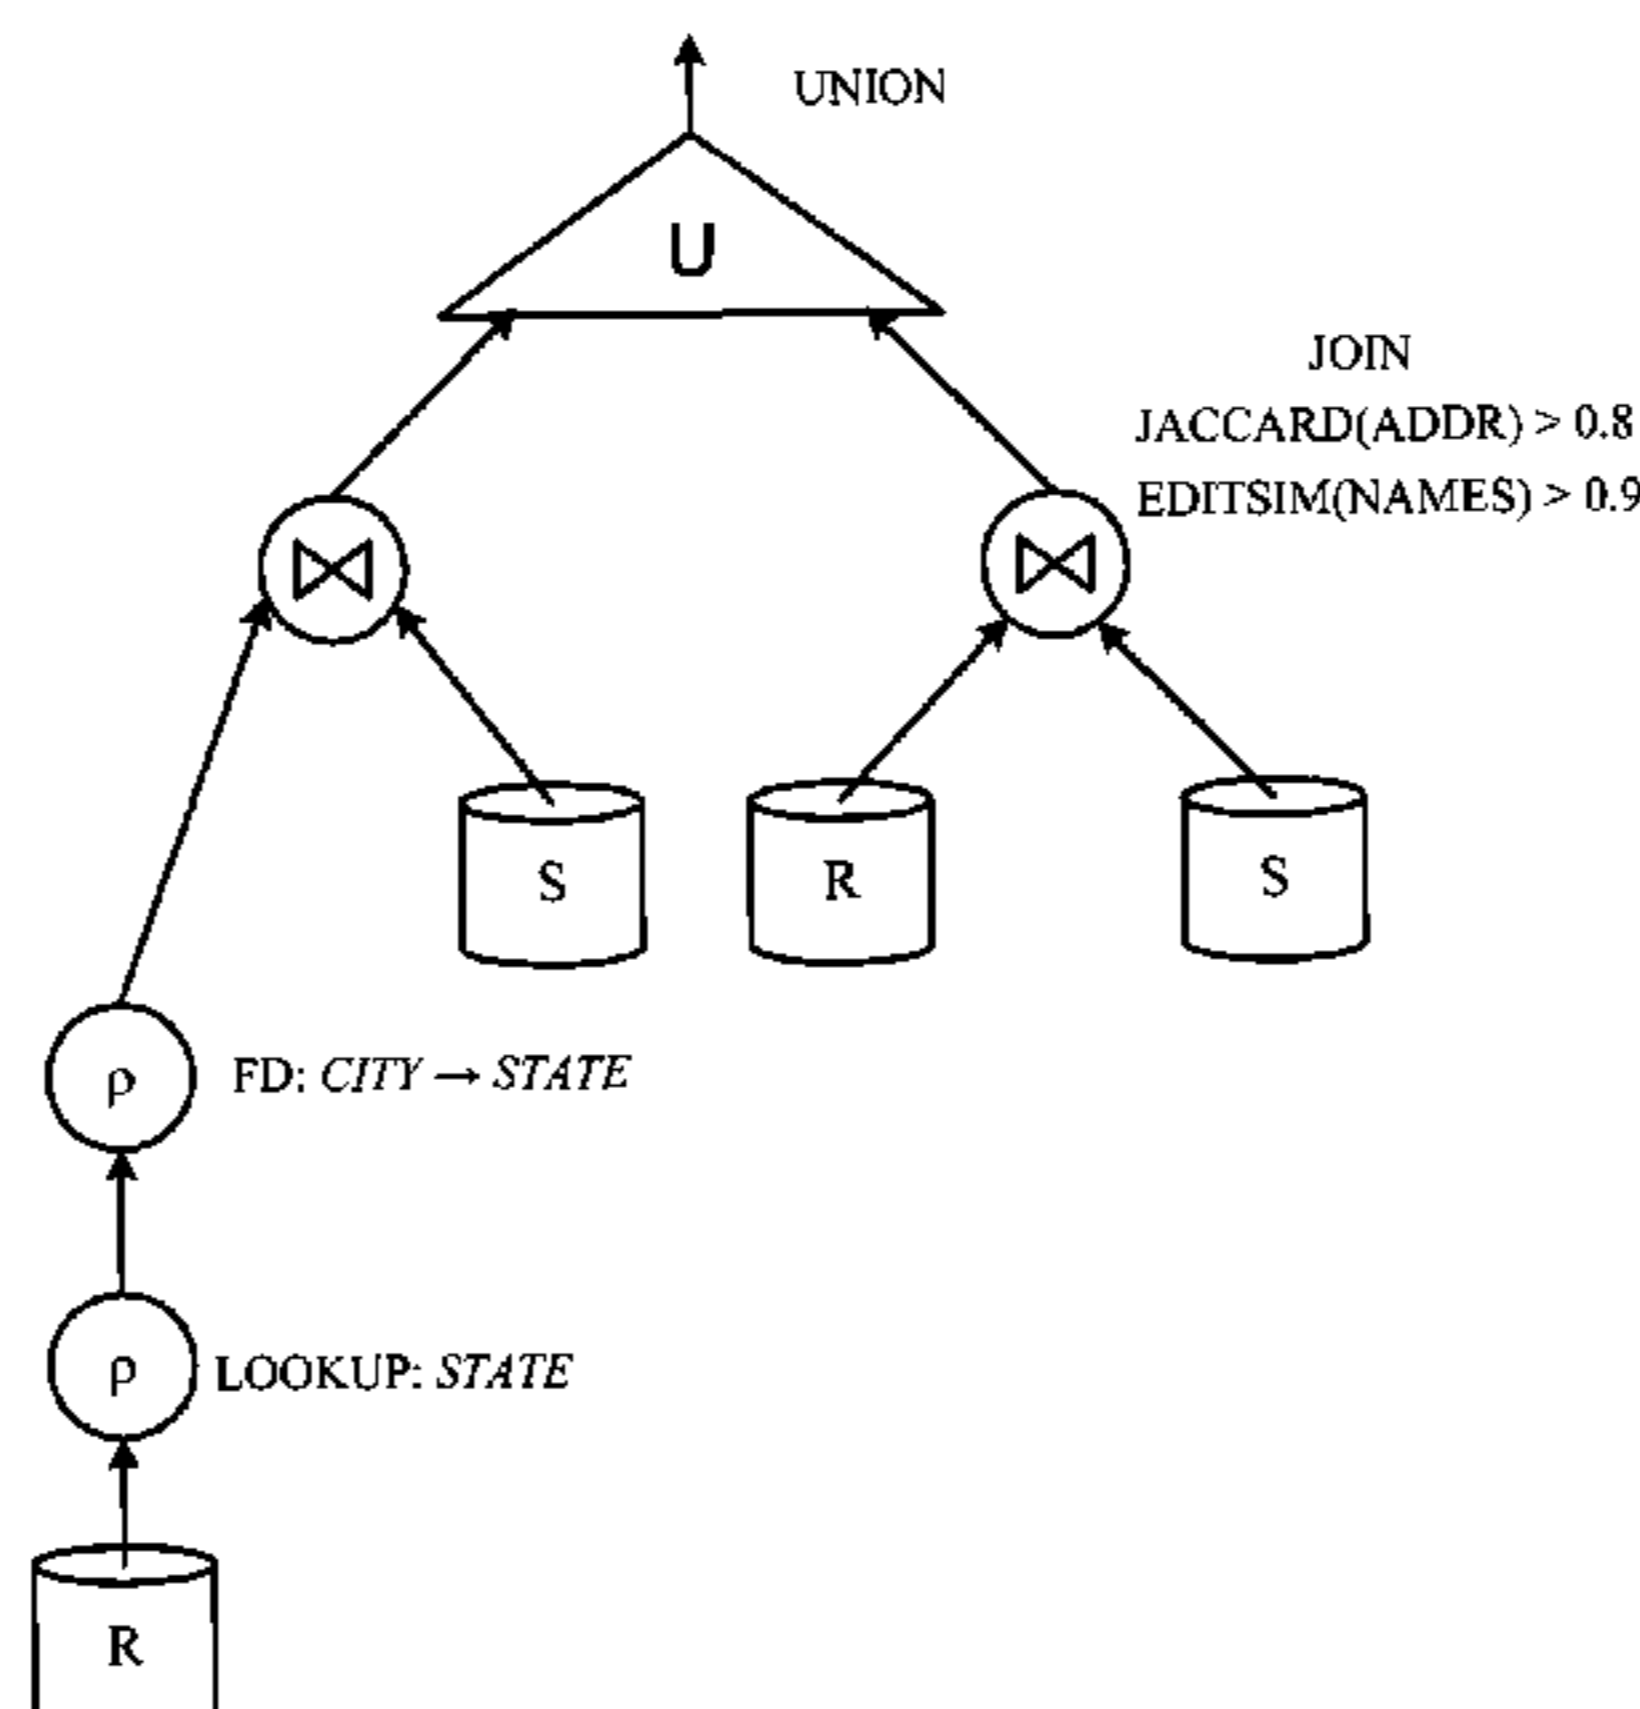 UNION
U
JOIN
JACCARD(ADDR) > 0.8
EDITSIM(NAMES) > 0.9
S
R
S
ρ FD: CITY → STATE
ρ LOOKUP: STATE
R